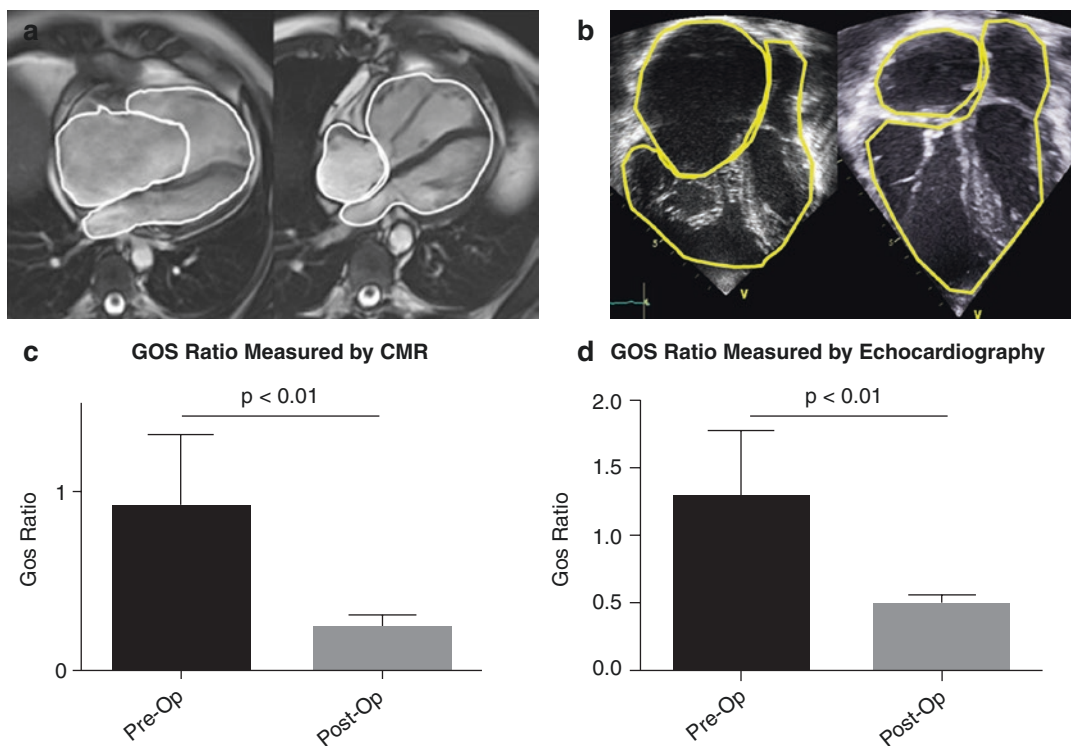 a
b
5
V
5
V
c GOS Ratio Measured by CMR
p < 0.01
1
0
Gos Ratio
Pre-Op
Post-Op
d GOS Ratio Measured by Echocardiography
p < 0.01
2.0
1.5
1.0
0.5
0.0
Gos Ratio
Pre-Op
Post-Op